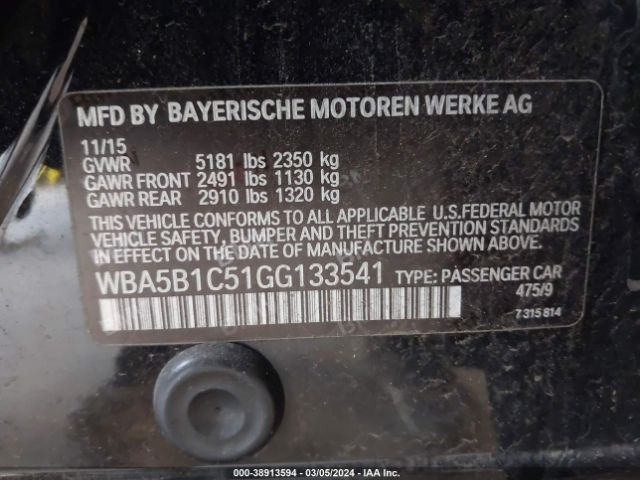 MFD BY BAYERISCHE MOTOREN WERKE AG
11/15
GVWR 5181 lbs 2350 kg
GAWR FRONT 2491 lbs 1130 kg
GAWR REAR 2910 lbs 1320 kg
THIS VEHICLE CONFORMS TO ALL APPLICABLE U.S.FEDERAL MOTOR
VEHICLE SAFETY, BUMPER AND THEFT PREVENTION STANDARDS
IN EFFECT ON THE DATE OF MANUFACTURE SHOWN ABOVE.
WBA5B1C51GG133541 TYPE: PASSENGER CAR
475/9
7 315 814
000-38913594 / 03/05/2024 - IAA Inc.